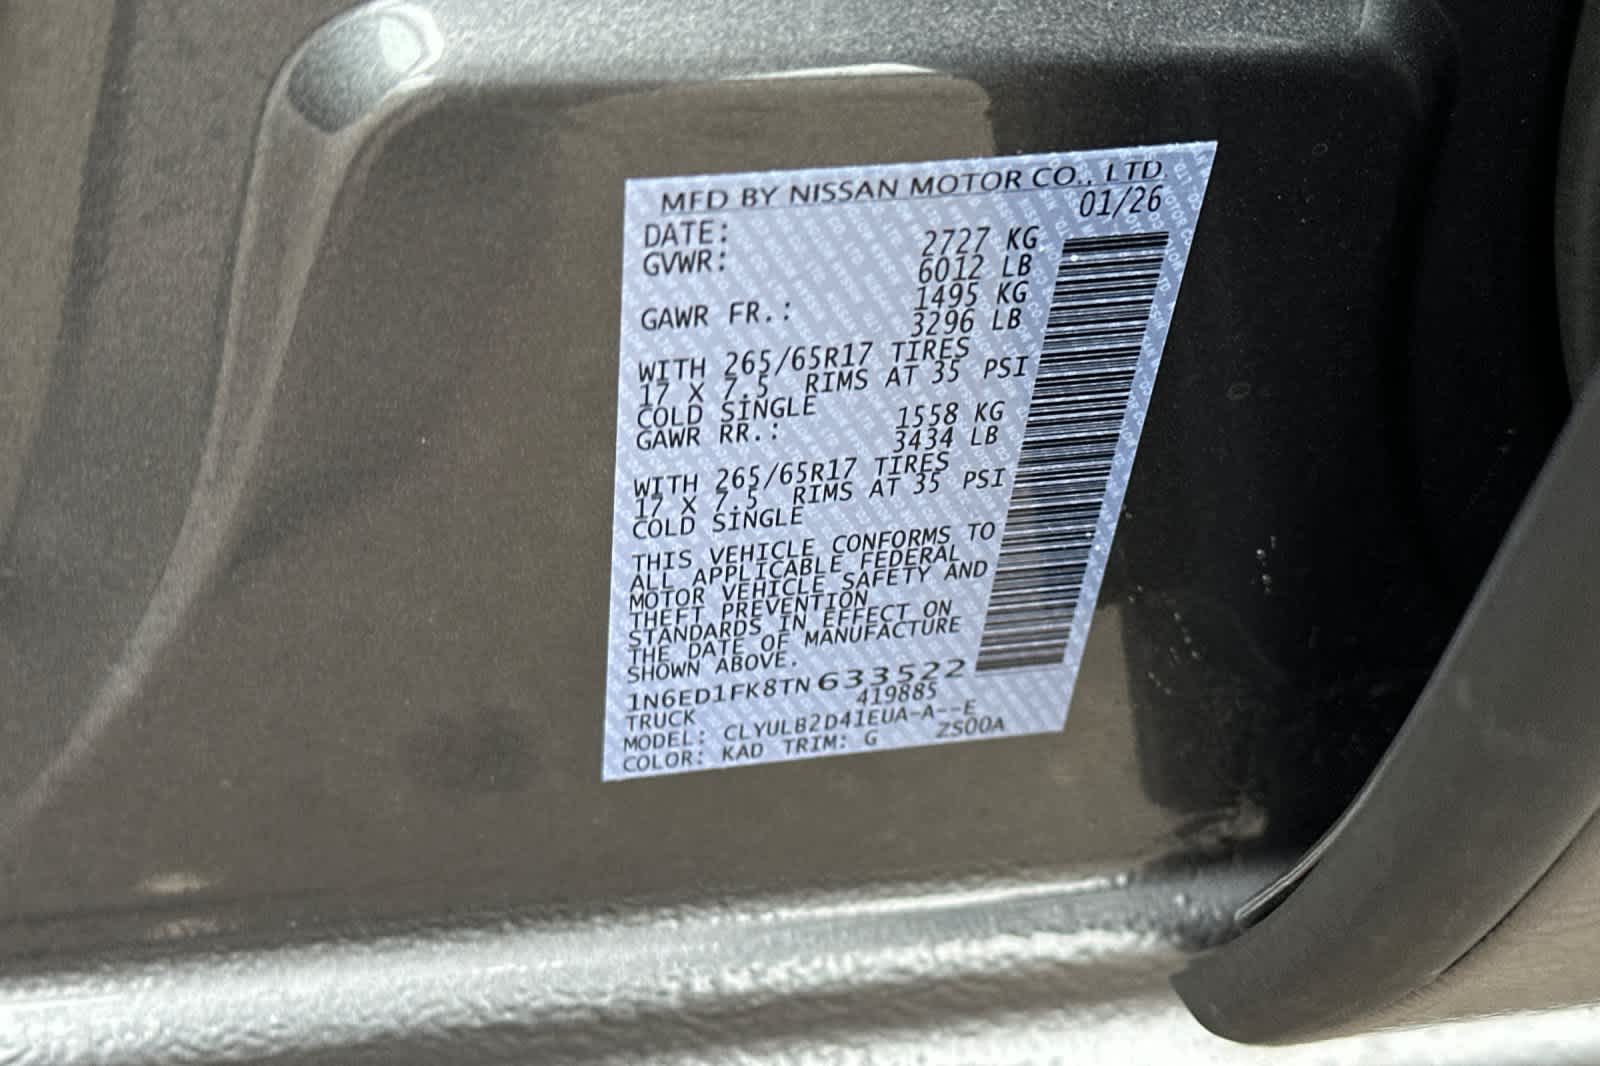 MFD BY NISSAN MOTOR CO., LTD.
DATE: 01/26
GVWR: 2727 KG
6012 LB
GAWR FR.: 1495 KG
3296 LB
WITH 265/65R17 TIRES
17 X 7.5 RIMS AT 35 PSI
COLD SINGLE
GAWR RR.: 1558 KG
3434 LB
WITH 265/65R17 TIRES
17 X 7.5 RIMS AT 35 PSI
COLD SINGLE
THIS VEHICLE CONFORMS TO
ALL APPLICABLE FEDERAL
MOTOR VEHICLE SAFETY AND
THEFT PREVENTION
STANDARDS IN EFFECT ON
THE DATE OF MANUFACTURE
SHOWN ABOVE.
1N6ED1FK8TN633522
TRUCK 419885
MODEL: CLYULB2D41EUA-A--E
COLOR: KAD TRIM: G ZS00A